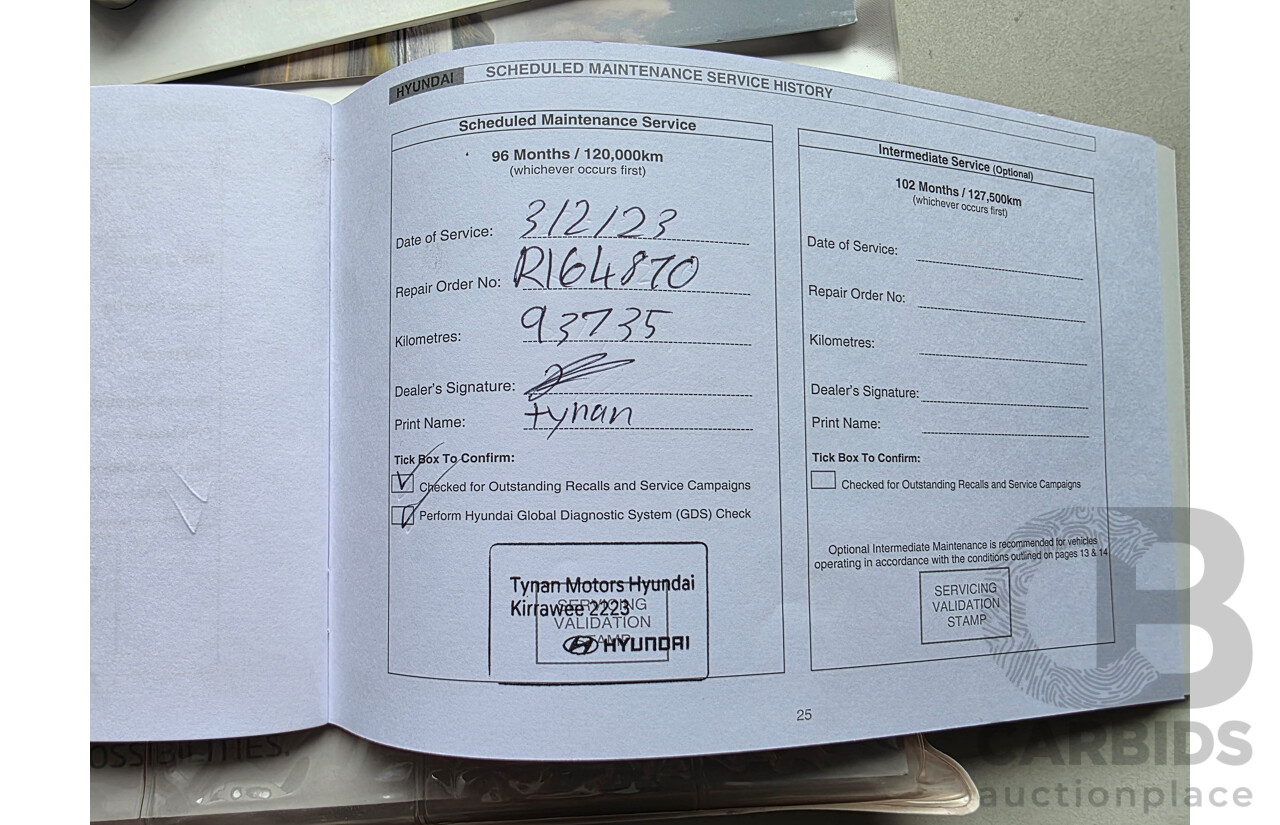 HYUNDAI
SCHEDULED MAINTENANCE SERVICE HISTORY
Scheduled Maintenance Service
96 Months / 120,000km
(whichever occurs first)
Date of Service: 3/2/23
Repair Order No: R164870
Kilometres: 93735
Dealer's Signature:
Print Name: tynan
Tick Box To Confirm:
Checked for Outstanding Recalls and Service Campaigns
Perform Hyundai Global Diagnostic System (GDS) Check
Tynan Motors Hyundai
Kirrawee 2223
HYUNDAI
SERVICING
VALIDATION
STAMP
Intermediate Service (Optional)
102 Months / 127,500km
(whichever occurs first)
Date of Service:
Repair Order No:
Kilometres:
Dealer's Signature:
Print Name:
Tick Box To Confirm:
Checked for Outstanding Recalls and Service Campaigns
Optional Intermediate Maintenance is recommended for vehicles
operating in accordance with the conditions outlined on pages 13 & 14
SERVICING
VALIDATION
STAMP
25
OSSIBILITIES.
CB
CARBIDS
auctionplace